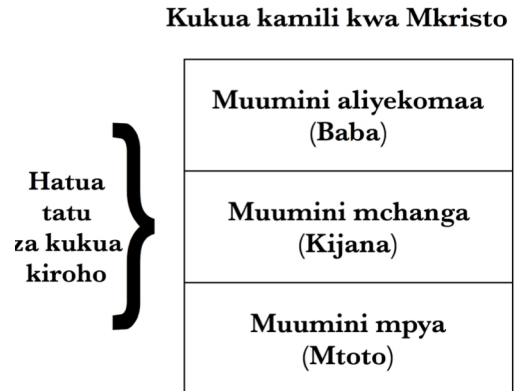 Kukua kamili kwa Mkristo
Muumini aliyekomaa
(Baba)
Hatua
tatu
za kukua
kiroho
Muumini mchanga
(Kijana)
Muumini mpya
(Mtoto)